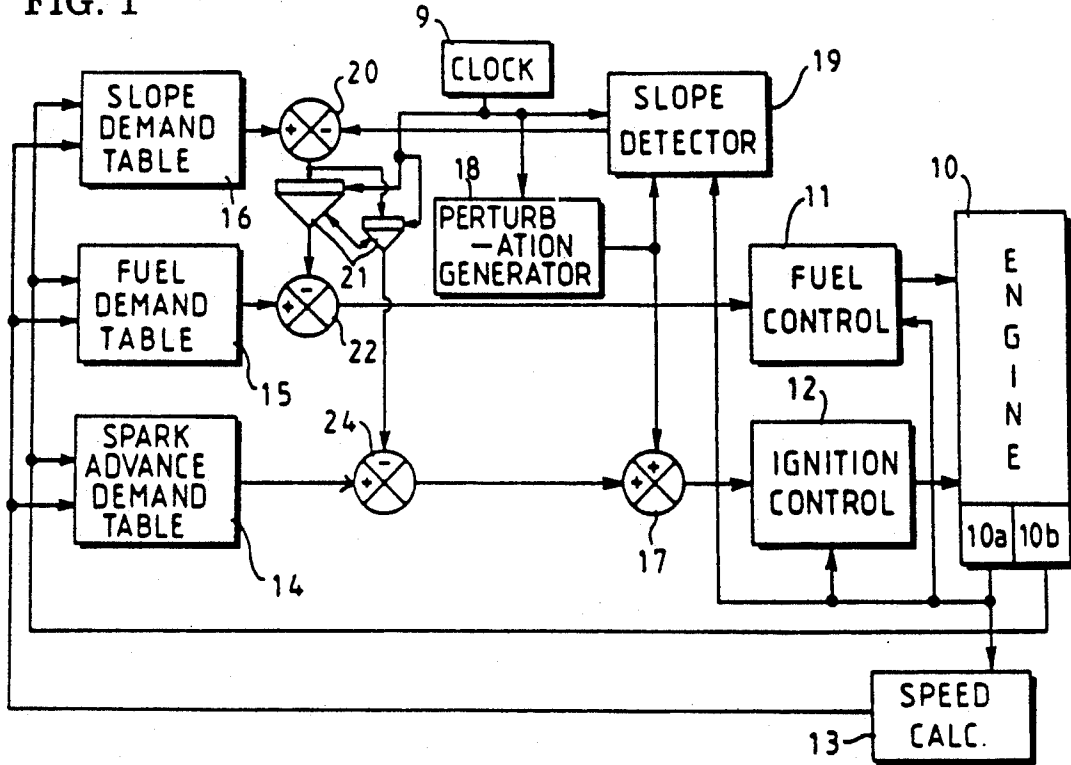 FIG. 1
9
CLOCK
20
19
SLOPE
DEMAND
TABLE
16
SLOPE
DETECTOR
18
PERTURB
-ATION
GENERATOR
10
11
21
FUEL
DEMAND
TABLE
15
22
FUEL
CONTROL
ENGINE
12
24
SPARK
ADVANCE
DEMAND
TABLE
14
17
IGNITION
CONTROL
10a 10b
SPEED
CALC.
13
+ -
+ -
+ -
+ +